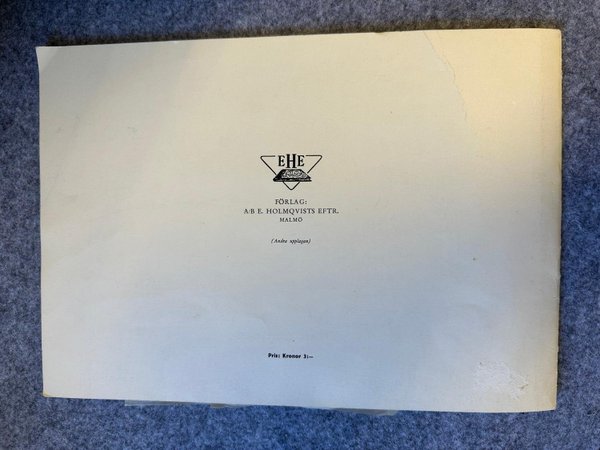 EHE
FÖRLAG:
A/B E. HOLMQVISTS EFTR.
MALMÖ
(Andra upplagan)
Pris: Kronor 3:—